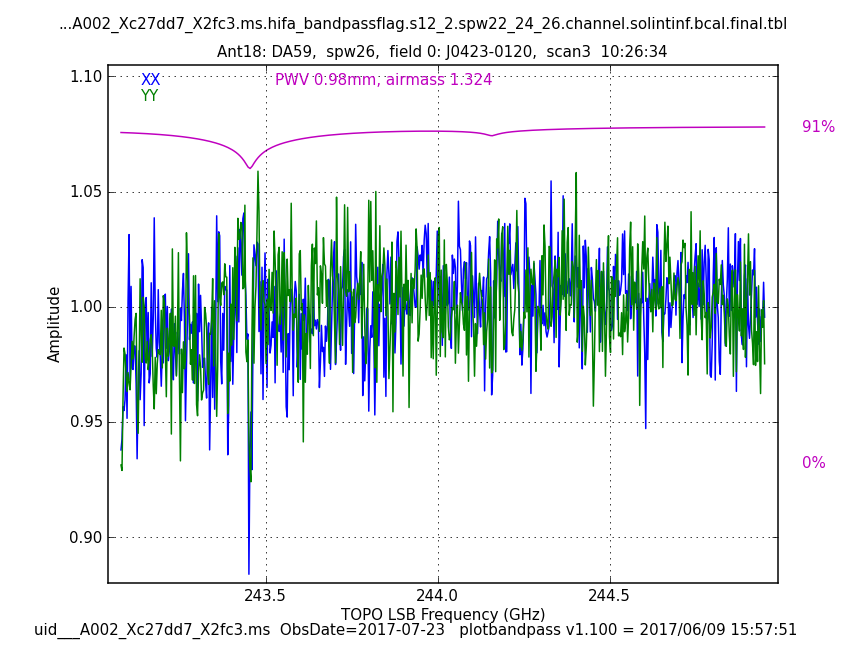 ...A002_Xc27dd7_X2fc3.ms.hifa_bandpassflag.s12_2.spw22_24_26.channel.solintinf.bcal.final.tbl
Ant18: DA59,  spw26,  field 0: J0423-0120,  scan3  10:26:34
XX
PWV 0.98mm, airmass 1.324
YY
1.10
1.05
1.00
0.95
0.90
Amplitude
91%
0%
243.5
244.0
244.5
TOPO LSB Frequency (GHz)
uid___A002_Xc27dd7_X2fc3.ms  ObsDate=2017-07-23   plotbandpass v1.100 = 2017/06/09 15:57:51